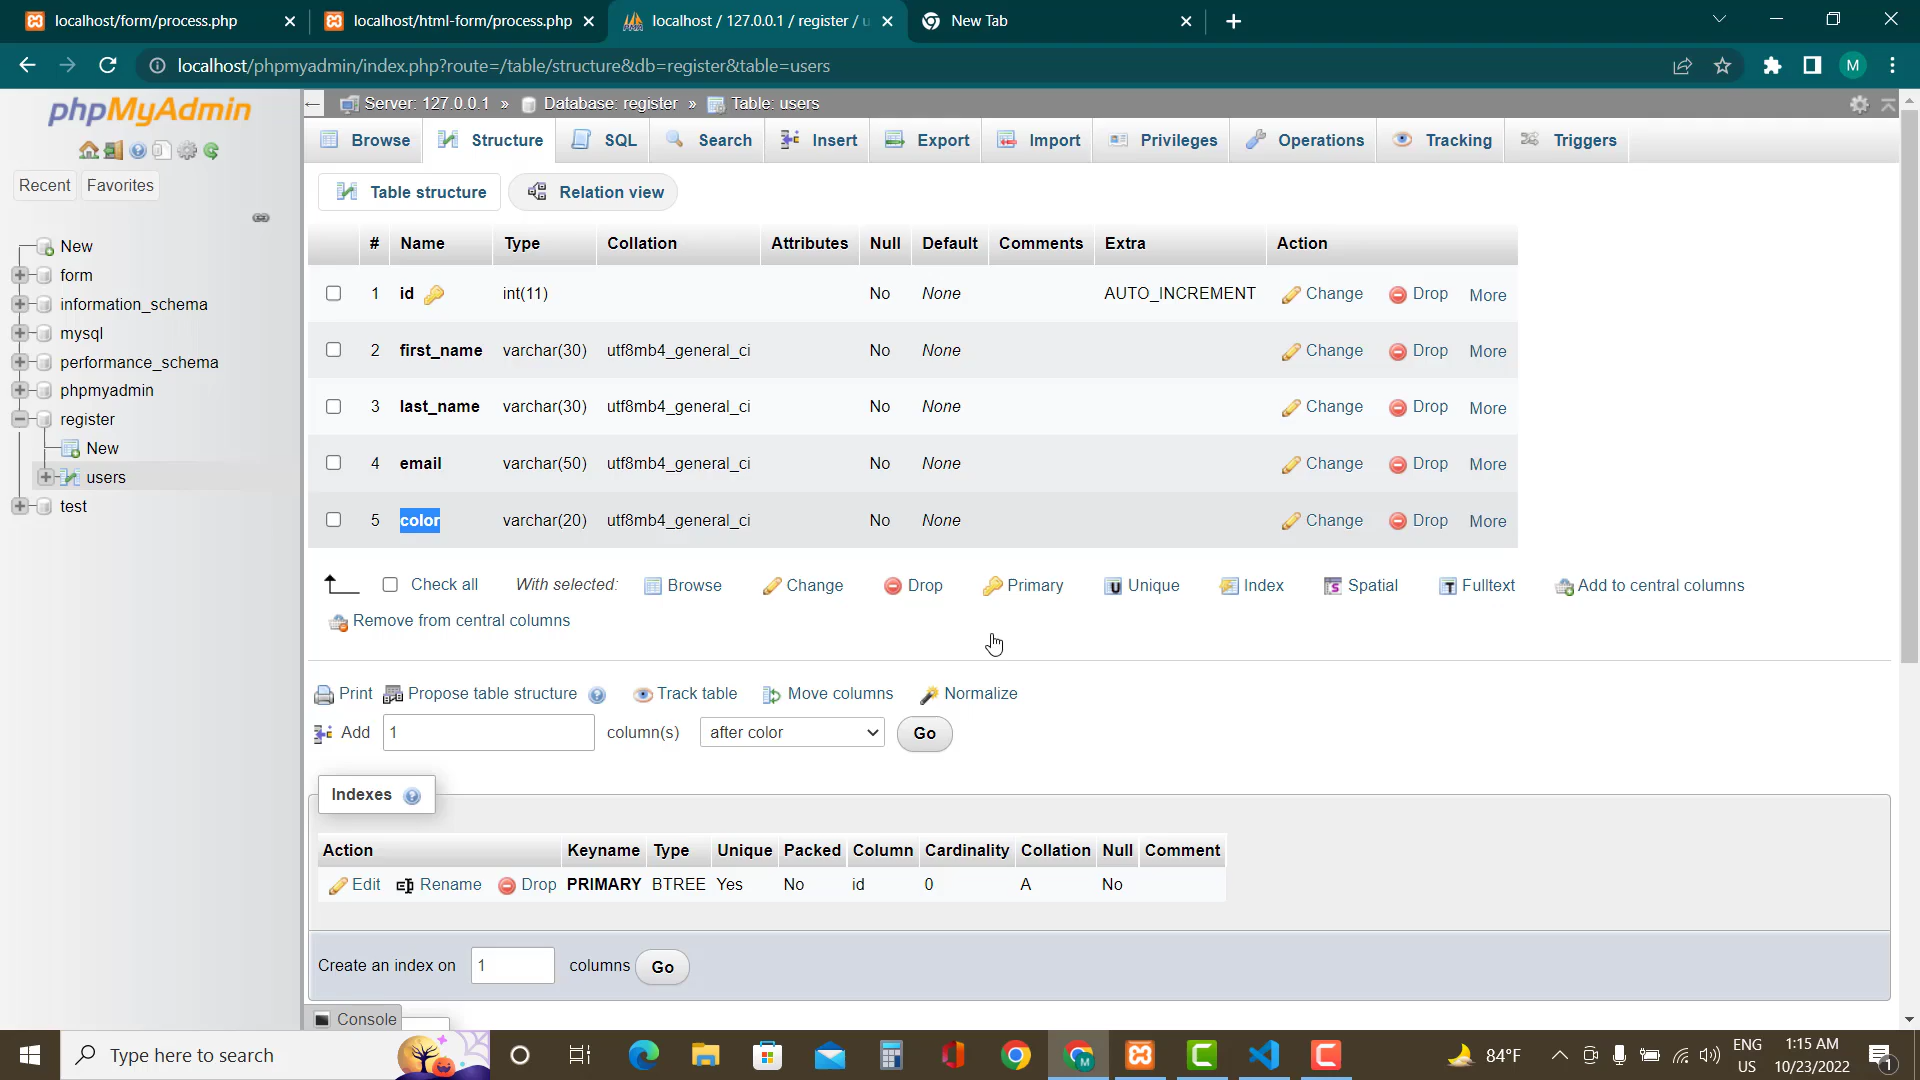 localhost/form/process.php
localhost/html-form/process.php
localhost / 127.0.0.1 / register / u
New Tab
localhost/phpmyadmin/index.php?route=/table/structure&db=register&table=users
M
phpMyAdmin
Recent Favorites
New
form
information_schema
mysql
performance_schema
phpmyadmin
register
New
users
test
Server: 127.0.0.1 » Database: register » Table: users
Browse Structure SQL Search Insert Export Import Privileges Operations Tracking Triggers
Table structure Relation view
# Name Type Collation Attributes Null Default Comments Extra Action
1 id int(11) No None AUTO_INCREMENT Change Drop More
2 first_name varchar(30) utf8mb4_general_ci No None Change Drop More
3 last_name varchar(30) utf8mb4_general_ci No None Change Drop More
4 email varchar(50) utf8mb4_general_ci No None Change Drop More
5 color varchar(20) utf8mb4_general_ci No None Change Drop More
Check all With selected: Browse Change Drop Primary Unique Index Spatial Fulltext Add to central columns
Remove from central columns
Print Propose table structure Track table Move columns Normalize
Add 1 column(s) after color Go
Indexes
Action Keyname Type Unique Packed Column Cardinality Collation Null Comment
Edit Rename Drop PRIMARY BTREE Yes No id 0 A No
Create an index on 1 columns Go
Console
Type here to search
84°F
ENG
US
1:15 AM
10/23/2022
1